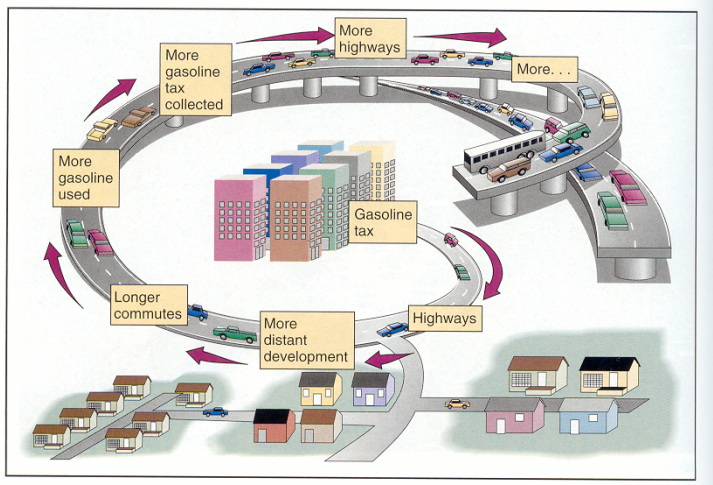 More
highways
More
gasoline
tax
collected
More. . .
More
gasoline
used
Gasoline
tax
Longer
commutes
More
distant
development
Highways